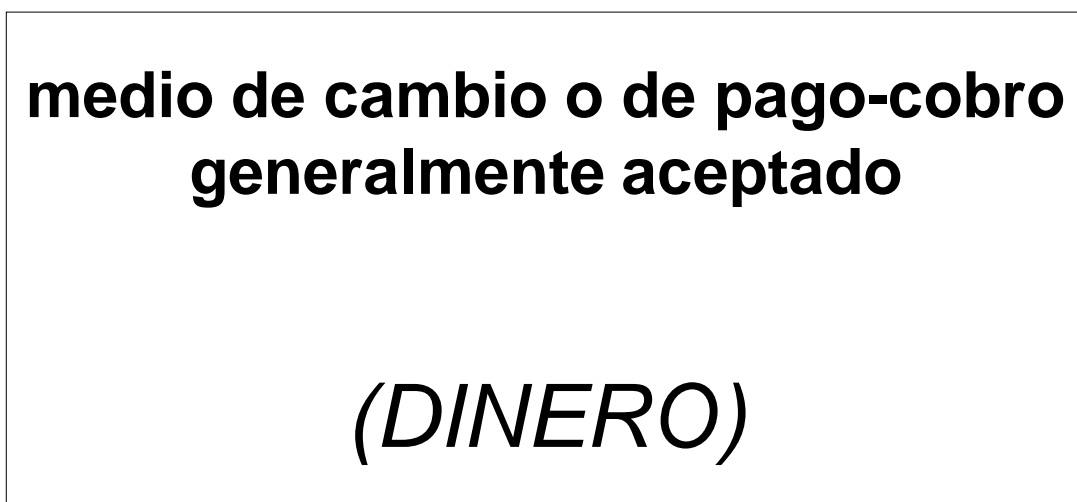 medio de cambio o de pago-cobro
generalmente aceptado
(DINERO)